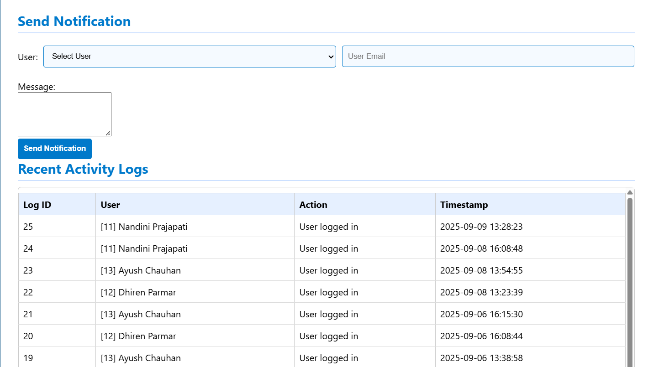 Send Notification
User: Select User User Email
Message:
Send Notification
Recent Activity Logs
Log ID User Action Timestamp
25 [11] Nandini Prajapati User logged in 2025-09-09 13:28:23
24 [11] Nandini Prajapati User logged in 2025-09-08 16:08:48
23 [13] Ayush Chauhan User logged in 2025-09-08 13:54:55
22 [12] Dhiren Parmar User logged in 2025-09-08 13:23:39
21 [13] Ayush Chauhan User logged in 2025-09-06 16:15:30
20 [12] Dhiren Parmar User logged in 2025-09-06 16:08:44
19 [13] Ayush Chauhan User logged in 2025-09-06 13:38:58